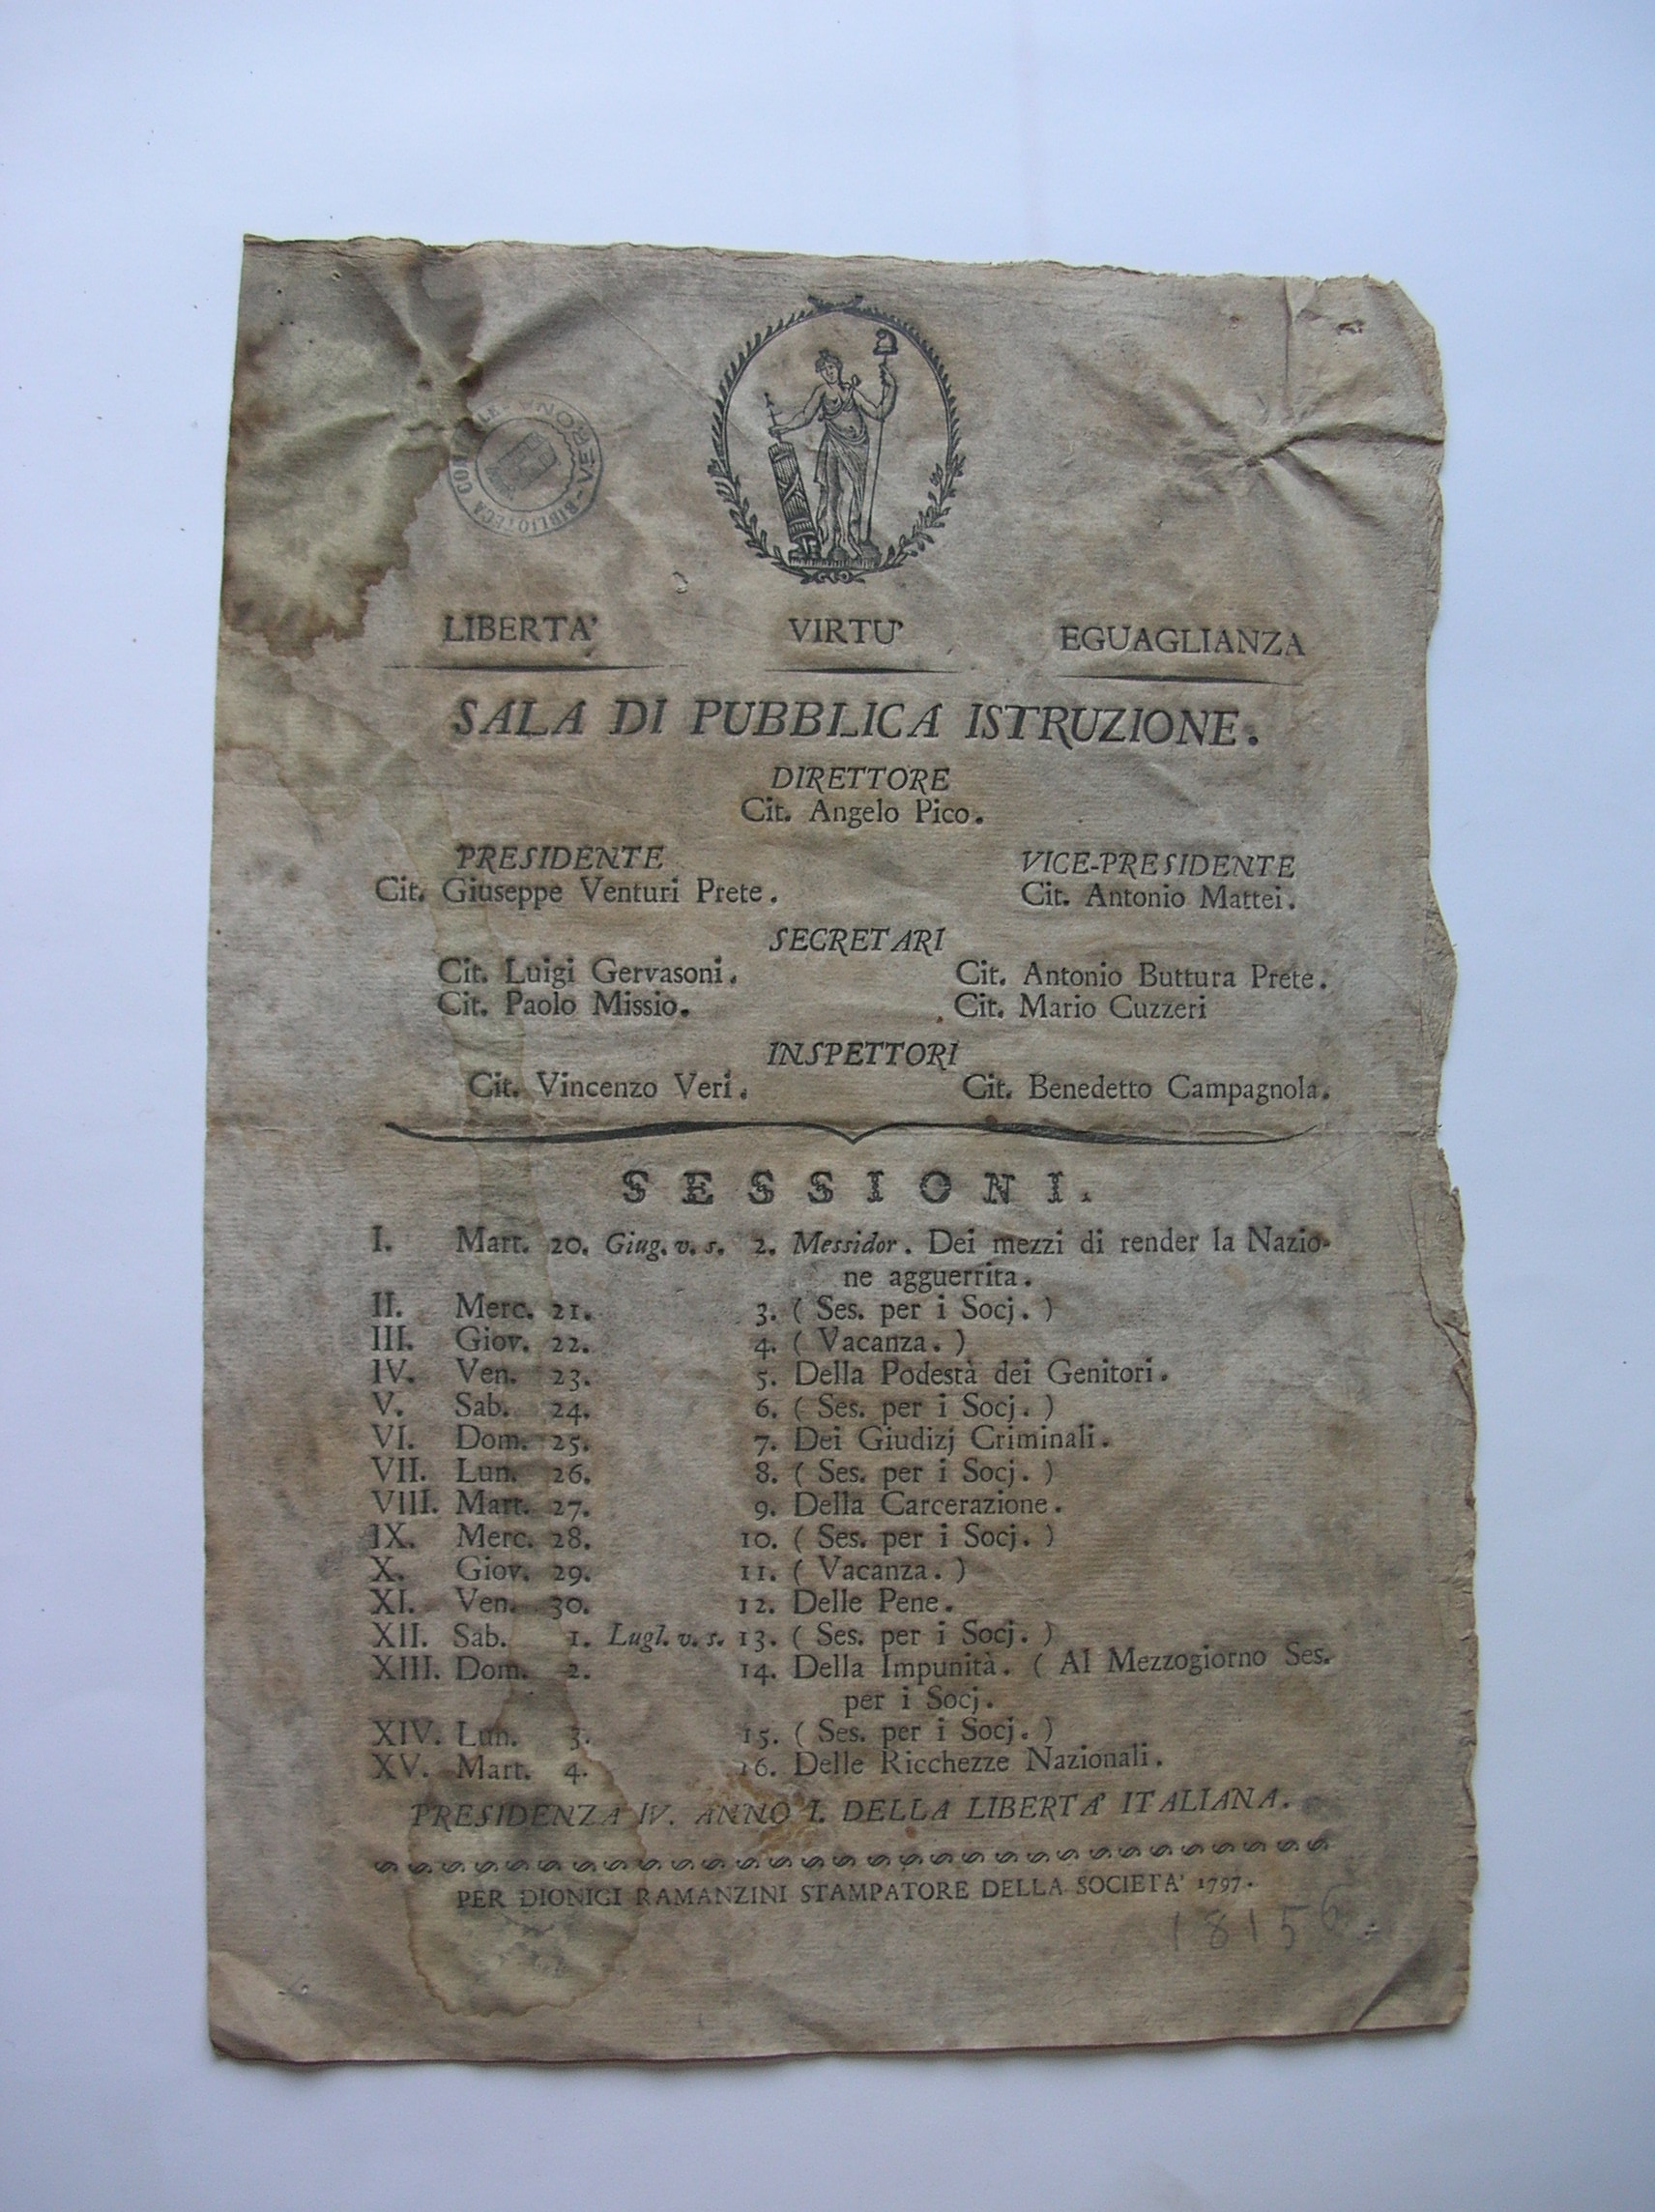 BIBLIOTECA COMUNALE VERONA
LIBERTA' VIRTU' EGUAGLIANZA
SALA DI PUBBLICA ISTRUZIONE.
DIRETTORE
Cit. Angelo Pico.
PRESIDENTE VICE-PRESIDENTE
Cit. Giuseppe Venturi Prete. Cit. Antonio Mattei.
SECRETARI
Cit. Luigi Gervasoni. Cit. Antonio Buttura Prete.
Cit. Paolo Missio. Cit. Mario Cuzzeri
INSPETTORI
Cit. Vincenzo Veri. Cit. Benedetto Campagnola.
SESSIONI.
I. Mart. 20. Giug. v. s. 2. Messidor. Dei mezzi di render la Nazio-
ne agguerrita.
II. Merc. 21. 3. ( Ses. per i Socj. )
III. Giov. 22. 4. ( Vacanza. )
IV. Ven. 23. 5. Della Podestà dei Genitori.
V. Sab. 24. 6. ( Ses. per i Socj. )
VI. Dom. 25. 7. Dei Giudizj Criminali.
VII. Lun. 26. 8. ( Ses. per i Socj. )
VIII. Mart. 27. 9. Della Carcerazione.
IX. Merc. 28. 10. ( Ses. per i Socj. )
X. Giov. 29. 11. ( Vacanza. )
XI. Ven. 30. 12. Delle Pene.
XII. Sab. 1. Lugl. v. s. 13. ( Ses. per i Socj. )
XIII. Dom. 2. 14. Della Impunità. ( Al Mezzogiorno Ses.
per i Socj.
XIV. Lun. 3. 15. ( Ses. per i Socj. )
XV. Mart. 4. 16. Delle Ricchezze Nazionali.
PRESIDENZA IV. ANNO I. DELLA LIBERTA' ITALIANA.
PER DIONIGI RAMANZINI STAMPATORE DELLA SOCIETA' 1797.
18156